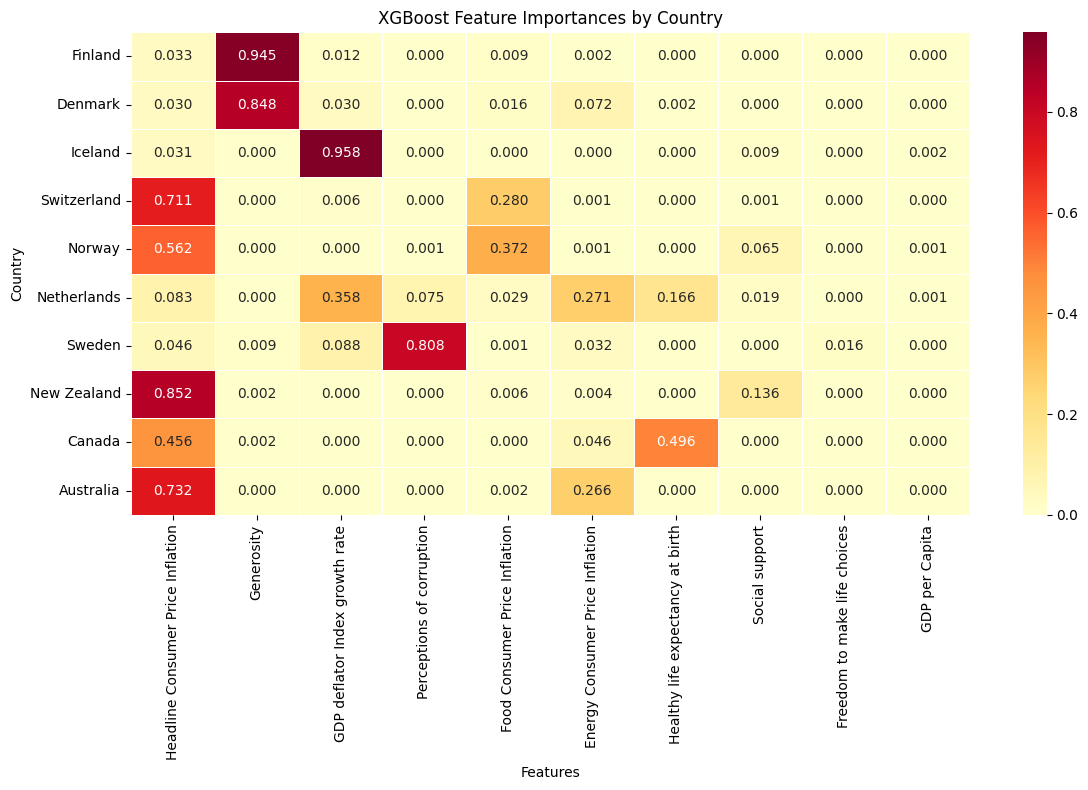 XGBoost Feature Importances by Country
Finland 0.033 0.945 0.012 0.000 0.009 0.002 0.000 0.000 0.000 0.000
Denmark 0.030 0.848 0.030 0.000 0.016 0.072 0.002 0.000 0.000 0.000
Iceland 0.031 0.000 0.958 0.000 0.000 0.000 0.000 0.009 0.000 0.002
Switzerland 0.711 0.000 0.006 0.000 0.280 0.001 0.000 0.001 0.000 0.000
Norway 0.562 0.000 0.000 0.001 0.372 0.001 0.000 0.065 0.000 0.001
Netherlands 0.083 0.000 0.358 0.075 0.029 0.271 0.166 0.019 0.000 0.001
Sweden 0.046 0.009 0.088 0.808 0.001 0.032 0.000 0.000 0.016 0.000
New Zealand 0.852 0.002 0.000 0.000 0.006 0.004 0.000 0.136 0.000 0.000
Canada 0.456 0.002 0.000 0.000 0.000 0.046 0.496 0.000 0.000 0.000
Australia 0.732 0.000 0.000 0.000 0.002 0.266 0.000 0.000 0.000 0.000
Country
Headline Consumer Price Inflation
Generosity
GDP deflator Index growth rate
Perceptions of corruption
Food Consumer Price Inflation
Energy Consumer Price Inflation
Healthy life expectancy at birth
Social support
Freedom to make life choices
GDP per Capita
Features
0.8
0.6
0.4
0.2
0.0